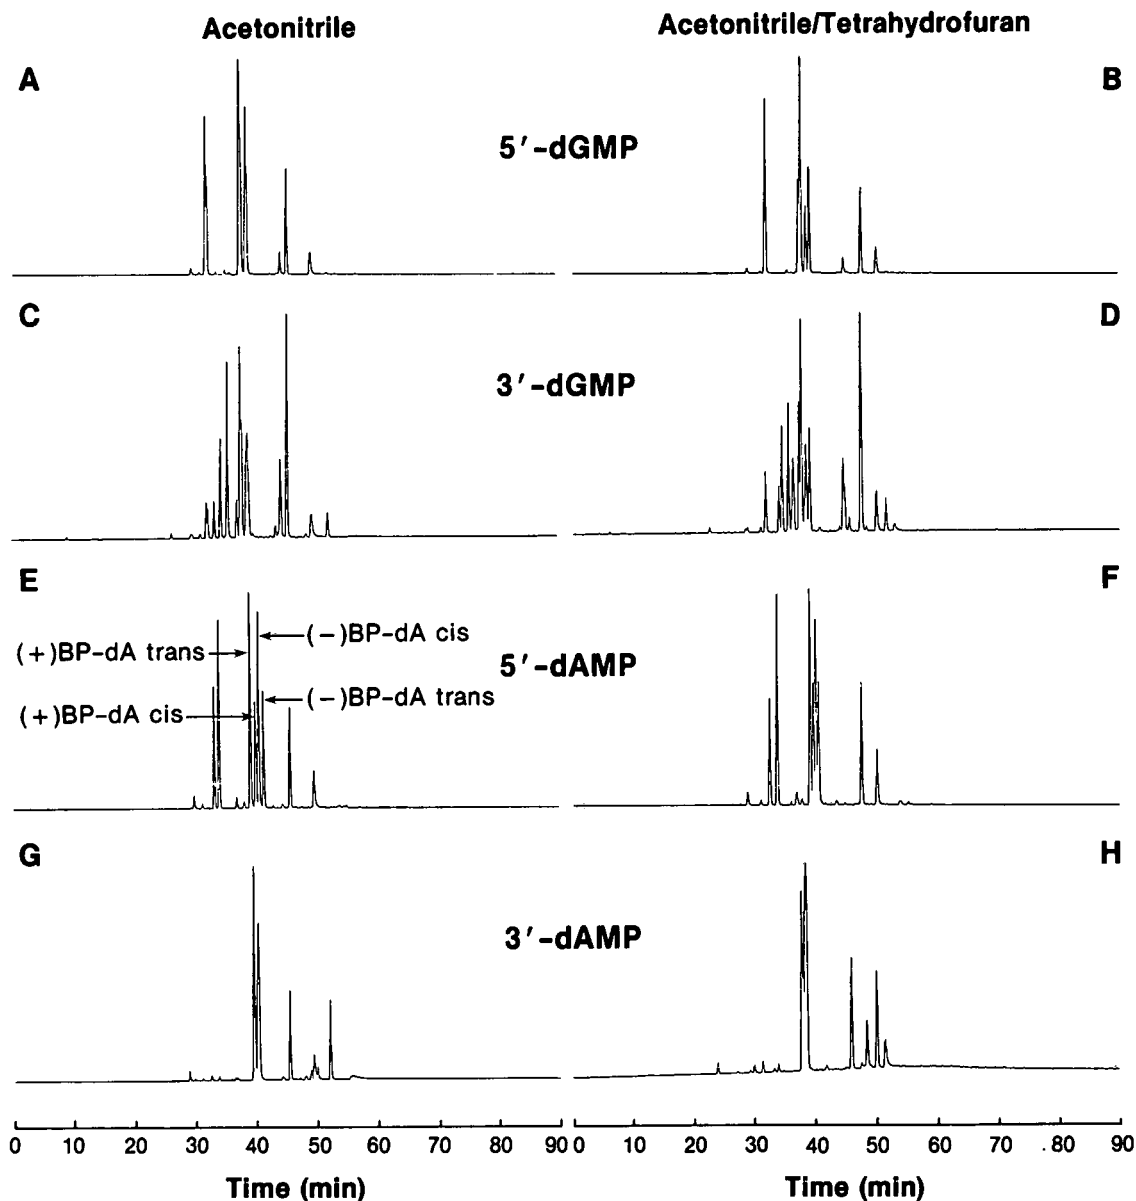 Acetonitrile
Acetonitrile/Tetrahydrofuran
A
B
5′-dGMP
C
D
3′-dGMP
E
F
(+)BP-dA trans
(-)BP-dA cis
5′-dAMP
(-)BP-dA trans
(+)BP-dA cis
G
H
3′-dAMP
0 10 20 30 40 50 60 70 80 90
0 10 20 30 40 50 60 70 .80 90
Time (min)
Time (min)